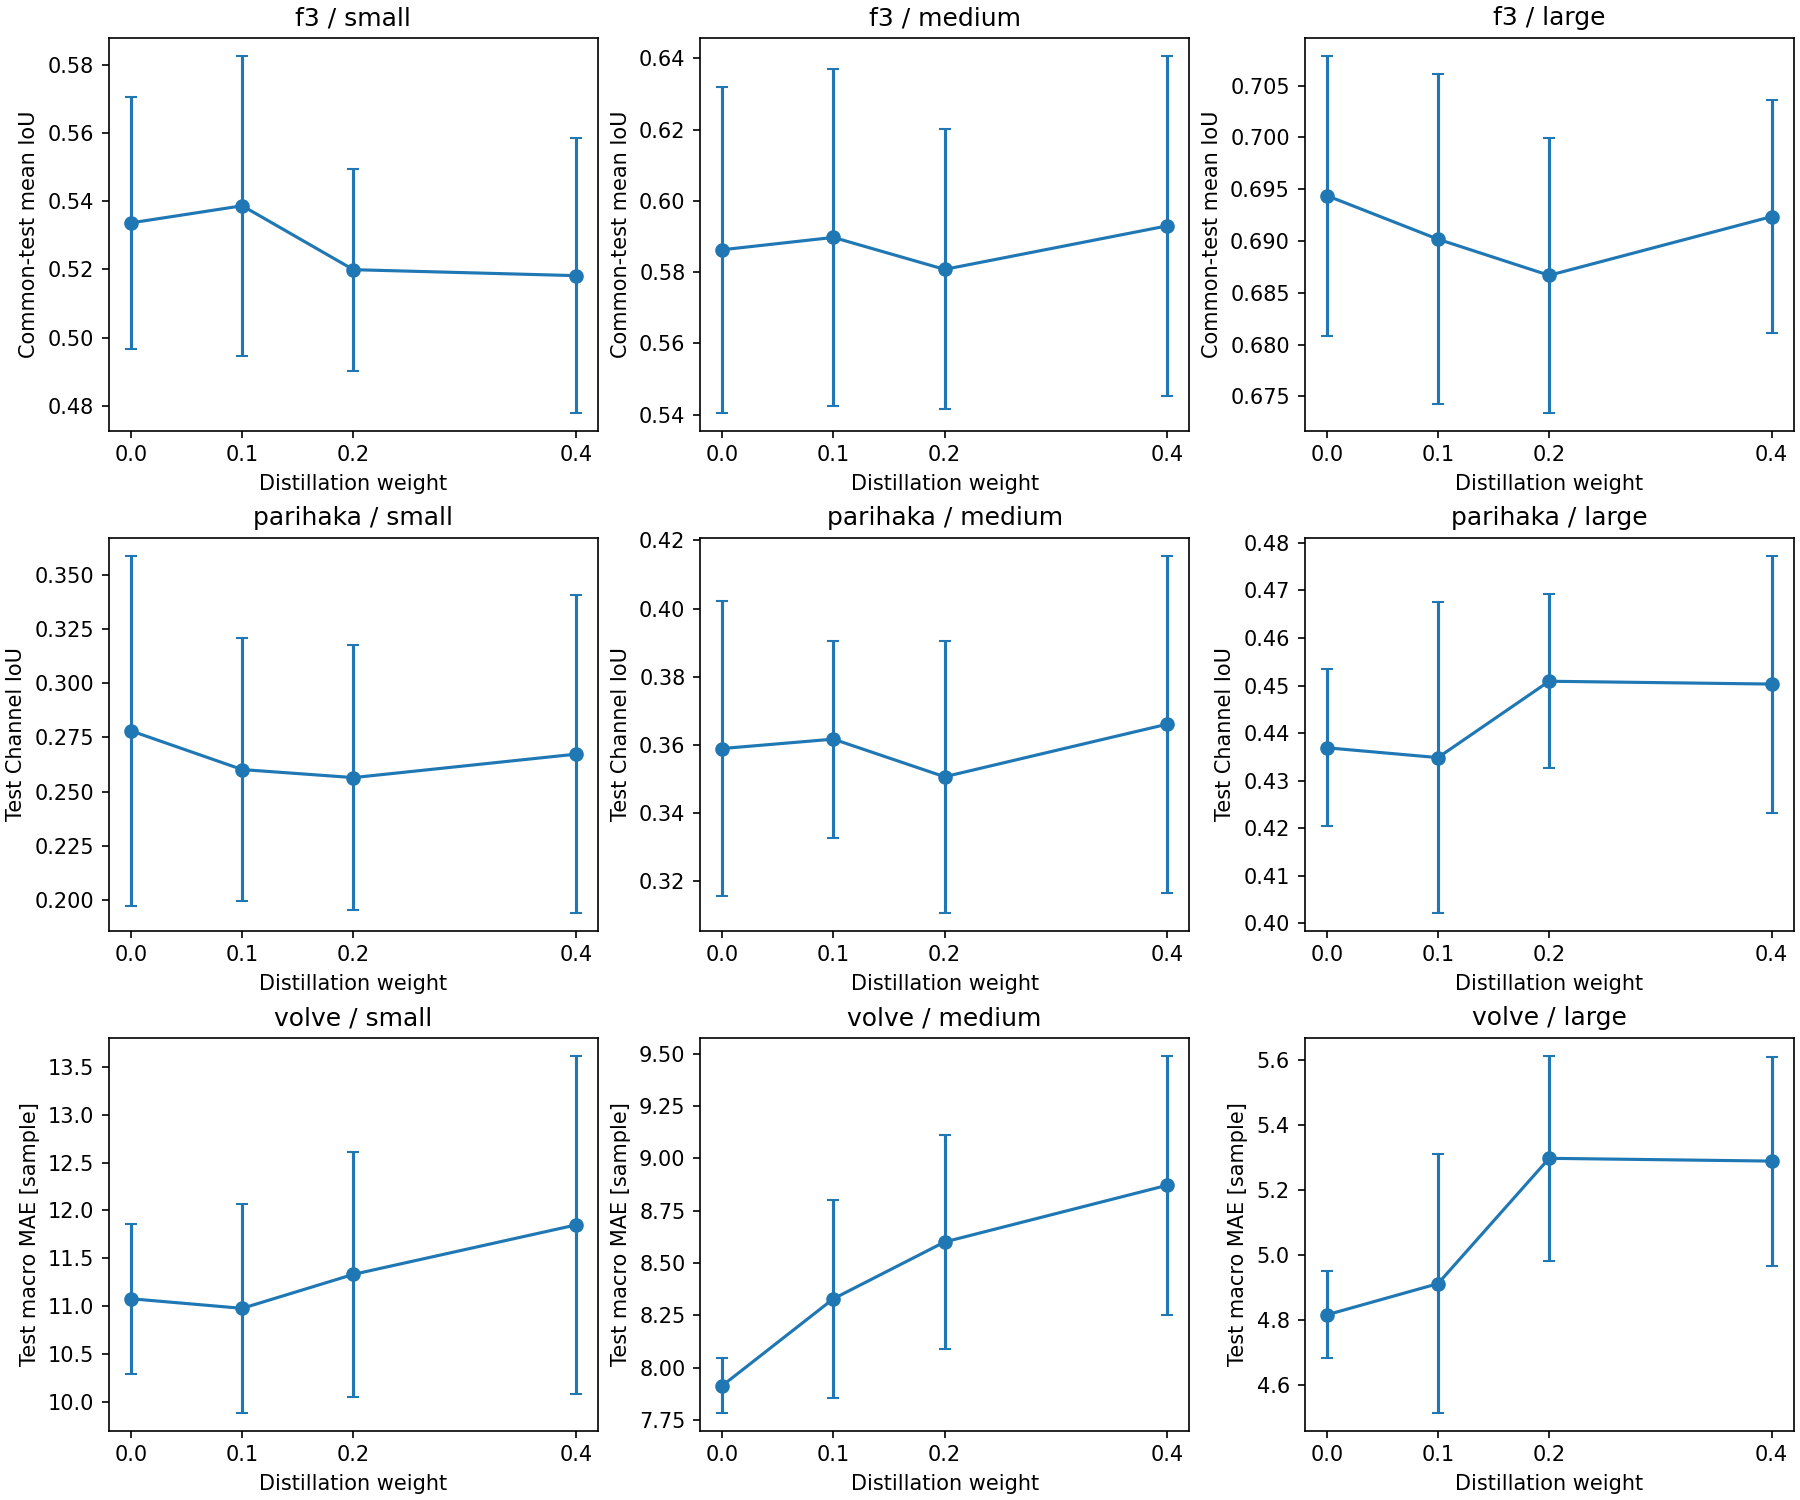 f3 / small
f3 / medium
f3 / large
Common-test mean IoU
0.58
0.56
0.54
0.52
0.50
0.48
0.0 0.1 0.2 0.4
Distillation weight
Common-test mean IoU
0.64
0.62
0.60
0.58
0.56
0.54
0.0 0.1 0.2 0.4
Distillation weight
Common-test mean IoU
0.705
0.700
0.695
0.690
0.685
0.680
0.675
0.0 0.1 0.2 0.4
Distillation weight
parihaka / small
parihaka / medium
parihaka / large
Test Channel IoU
0.350
0.325
0.300
0.275
0.250
0.225
0.200
0.0 0.1 0.2 0.4
Distillation weight
Test Channel IoU
0.42
0.40
0.38
0.36
0.34
0.32
0.0 0.1 0.2 0.4
Distillation weight
Test Channel IoU
0.48
0.47
0.46
0.45
0.44
0.43
0.42
0.41
0.40
0.0 0.1 0.2 0.4
Distillation weight
volve / small
volve / medium
volve / large
Test macro MAE [sample]
13.5
13.0
12.5
12.0
11.5
11.0
10.5
10.0
0.0 0.1 0.2 0.4
Distillation weight
Test macro MAE [sample]
9.50
9.25
9.00
8.75
8.50
8.25
8.00
7.75
0.0 0.1 0.2 0.4
Distillation weight
Test macro MAE [sample]
5.6
5.4
5.2
5.0
4.8
4.6
0.0 0.1 0.2 0.4
Distillation weight